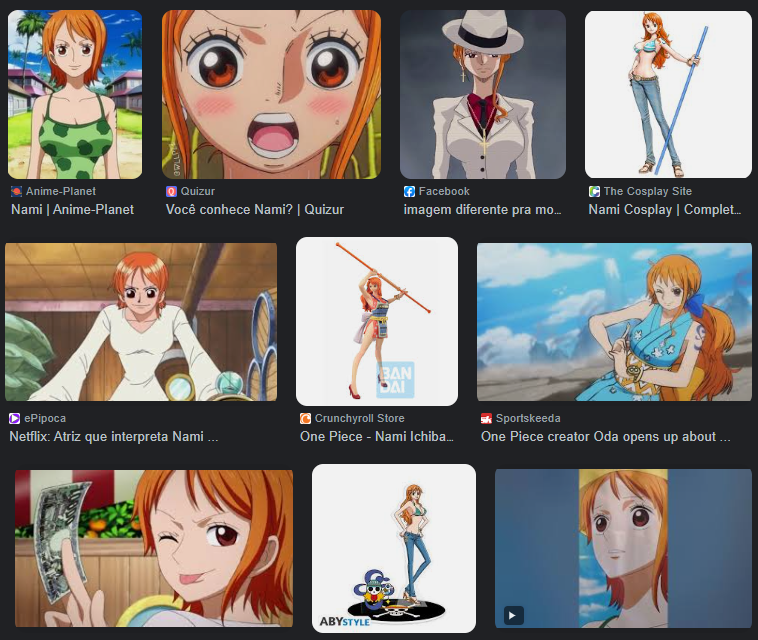 Anime-Planet
Nami | Anime-Planet
Quizur
Você conhece Nami? | Quizur
Facebook
imagem diferente pra mo...
The Cosplay Site
Nami Cosplay | Complet...
BAN
DAI
ePipoca
Netflix: Atriz que interpreta Nami ...
Crunchyroll Store
One Piece - Nami Ichiba...
Sportskeeda
One Piece creator Oda opens up about ...
ABYSTYLE